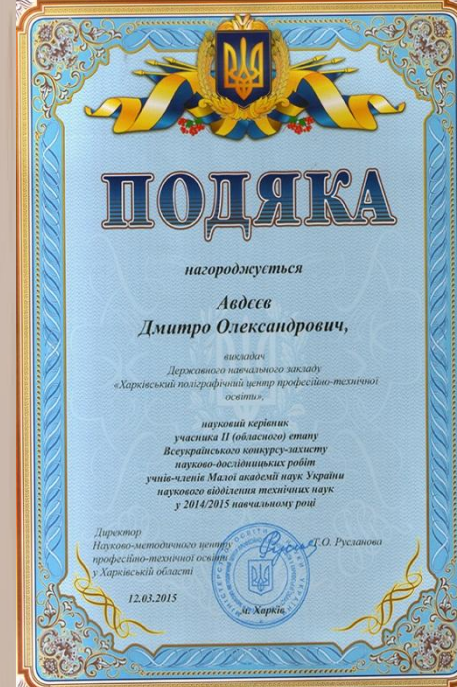 ПОДЯКА
нагороджується
Авдєєв
Дмитро Олександрович,
викладач
Державного навчального закладу
«Харківський поліграфічний центр професійно-технічної
освіти»,
науковий керівник
учасника ІІ (обласного) етапу
Всеукраїнського конкурсу-захисту
науково-дослідницьких робіт
учнів-членів Малої академії наук України
наукового відділення технічних наук
у 2014/2015 навчальному році
Директор
Науково-методичного центру Т.О. Русланова
професійно-технічної освіти
у Харківській області
12.03.2015
м. Харків